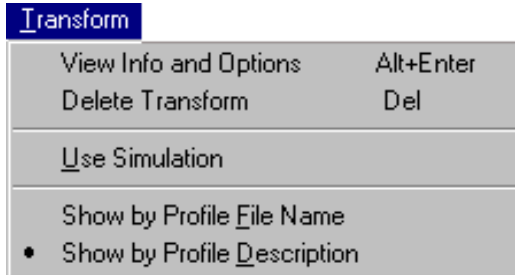 Transform
View Info and Options Alt+Enter
Delete Transform Del
Use Simulation
Show by Profile File Name
• Show by Profile Description